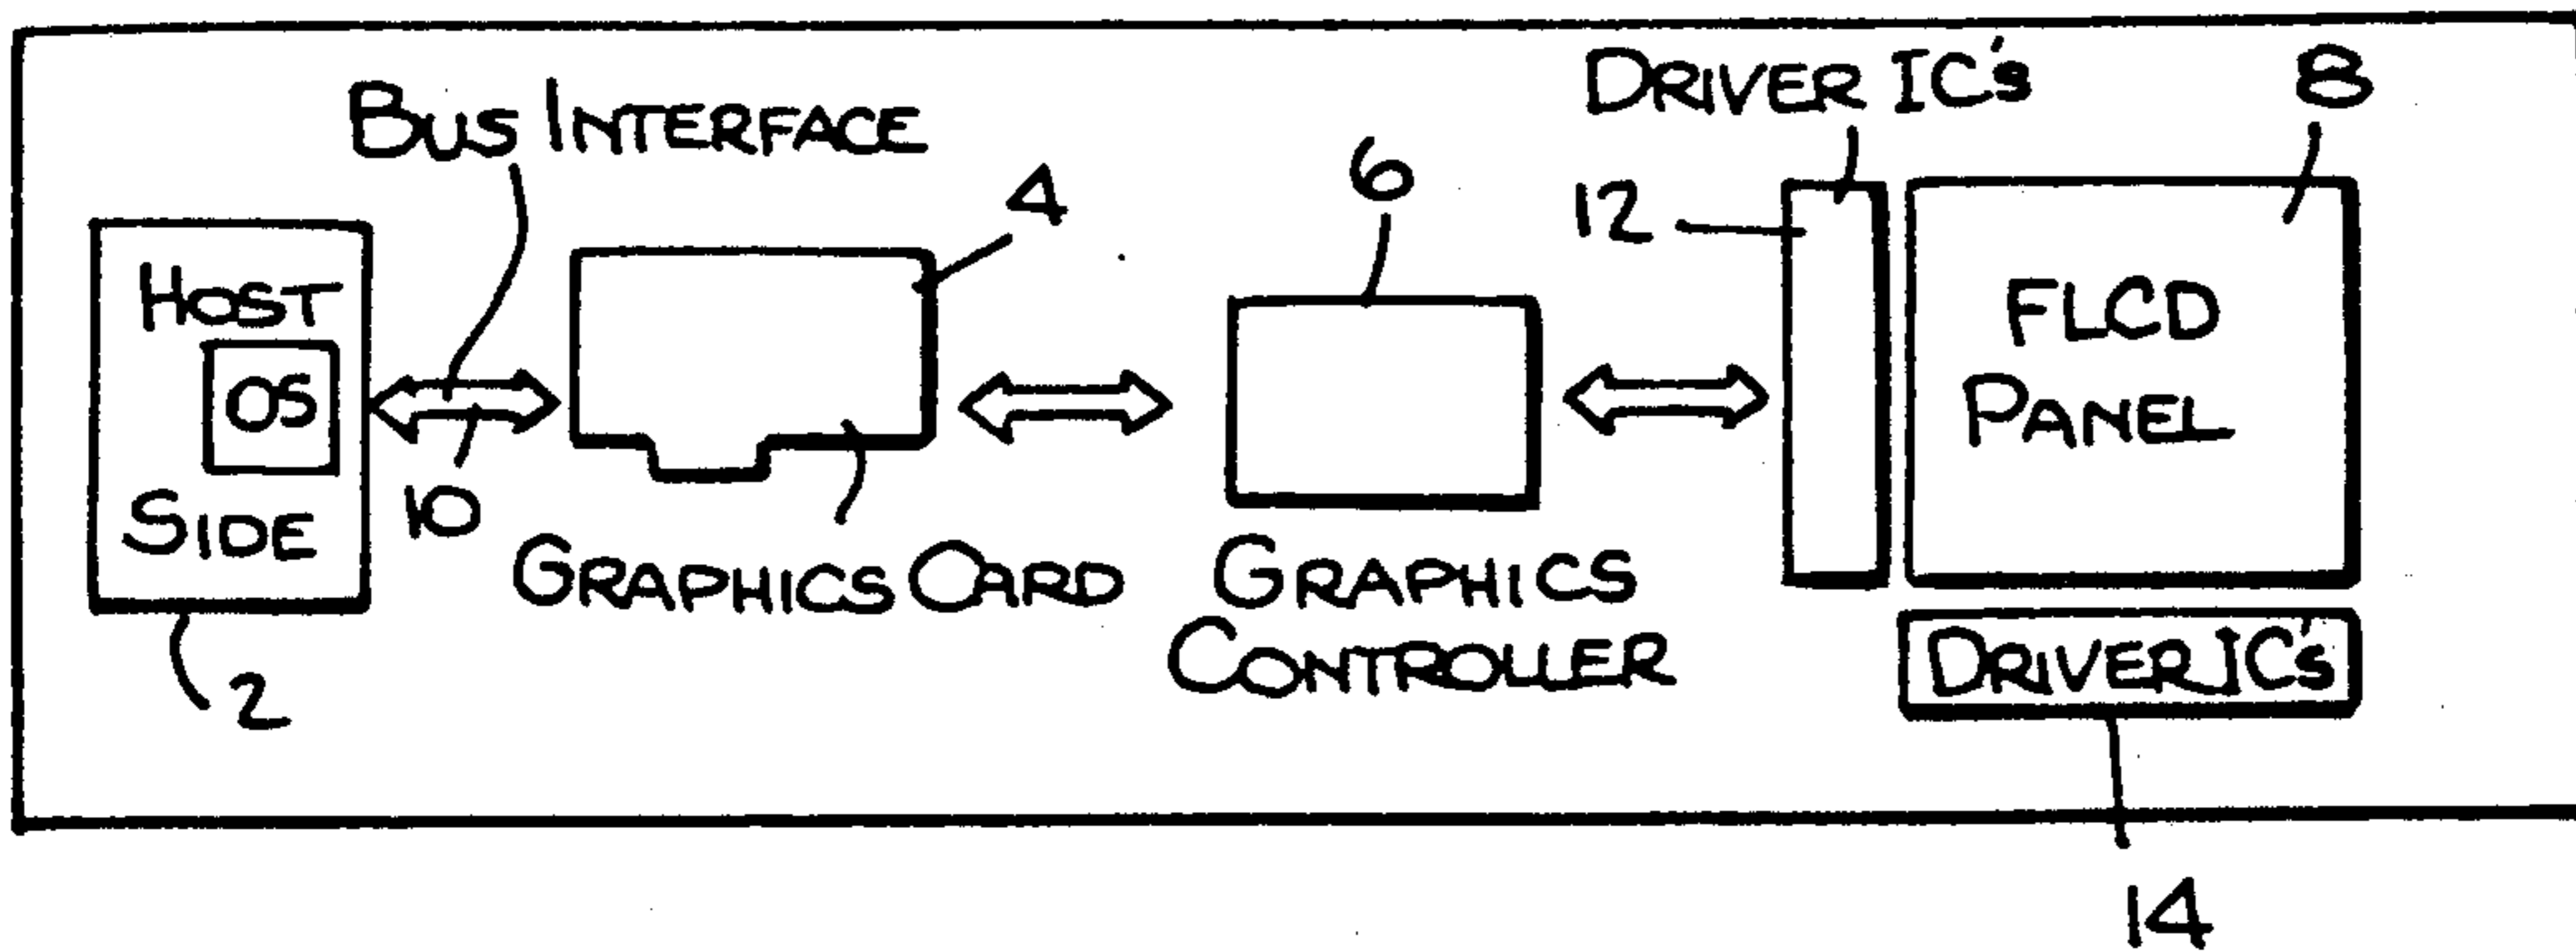 DRIVER IC's
8
BUS INTERFACE
4
6
12
HOST
OS
SIDE
10
FLCD
PANEL
GRAPHICS CARD
GRAPHICS
CONTROLLER
DRIVER IC's
2
14